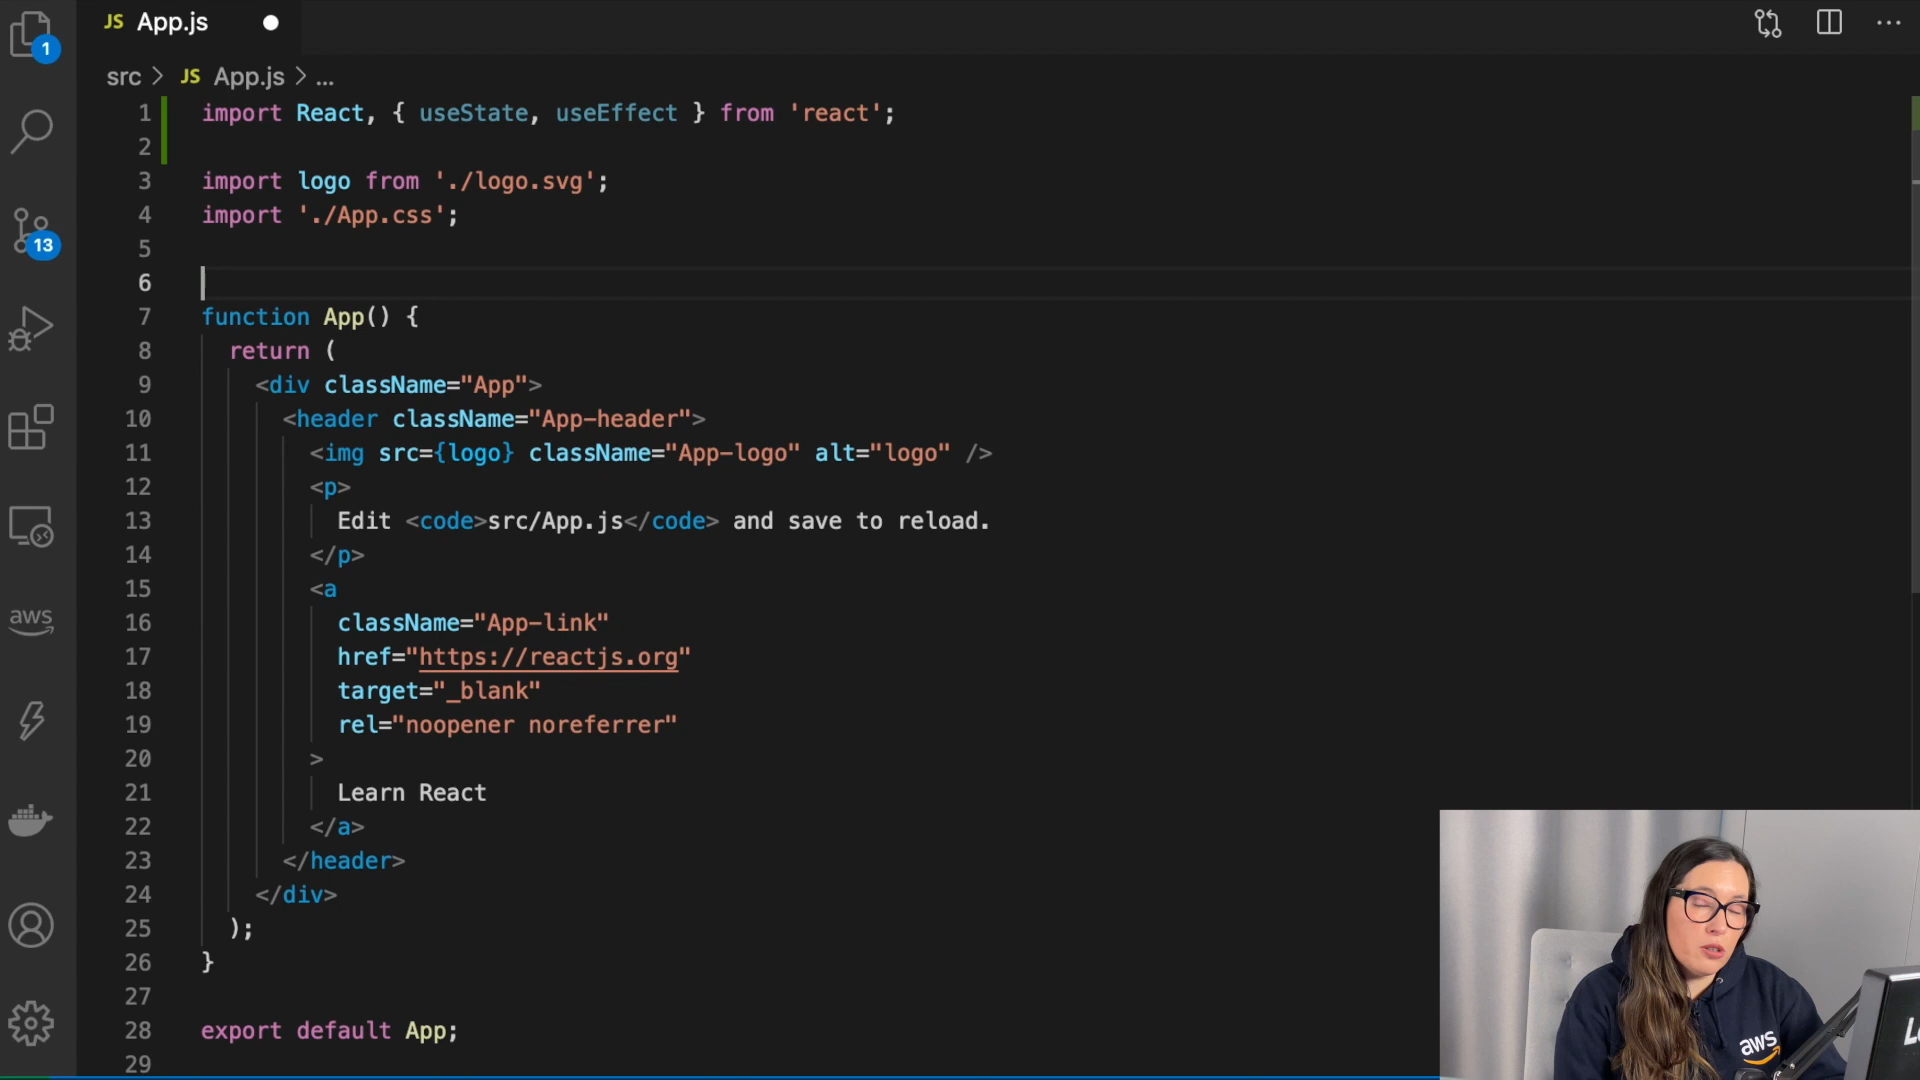 JS App.js
src > JS App.js > ...
1
13
aws
1 import React, { useState, useEffect } from 'react';
2
3 import logo from './logo.svg';
4 import './App.css';
5
6
7 function App() {
8 return (
9 <div className="App">
10 <header className="App-header">
11 <img src={logo} className="App-logo" alt="logo" />
12 <p>
13 Edit <code>src/App.js</code> and save to reload.
14 </p>
15 <a
16 className="App-link"
17 href="https://reactjs.org"
18 target="_blank"
19 rel="noopener noreferrer"
20 >
21 Learn React
22 </a>
23 </header>
24 </div>
25 );
26 }
27
28 export default App;
29
aws